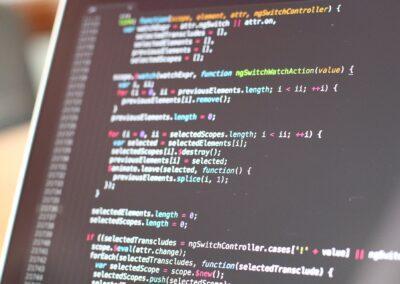 function(scope, element, attr, ngSwitchController) {
var watchExpr = attr.ngSwitch || attr.on,
selectedTranscludes = [],
selectedElements = [],
previousElements = [],
selectedScopes = [];
scope.$watch(watchExpr, function ngSwitchWatchAction(value) {
var i, ii;
for (i = 0, ii = previousElements.length; i < ii; ++i) {
previousElements[i].remove();
}
previousElements.length = 0;
for (i = 0, ii = selectedScopes.length; i < ii; ++i) {
var selected = selectedElements[i];
selectedScopes[i].$destroy();
previousElements[i] = selected;
$animate.leave(selected, function() {
previousElements.splice(i, 1);
});
}
selectedElements.length = 0;
selectedScopes.length = 0;
if ((selectedTranscludes = ngSwitchController.cases['!' + value] || ngSw
scope.$eval(attr.change);
forEach(selectedTranscludes, function(selectedTransclude) {
var selectedScope = scope.$new();
selectedScopes.push(selectedScope